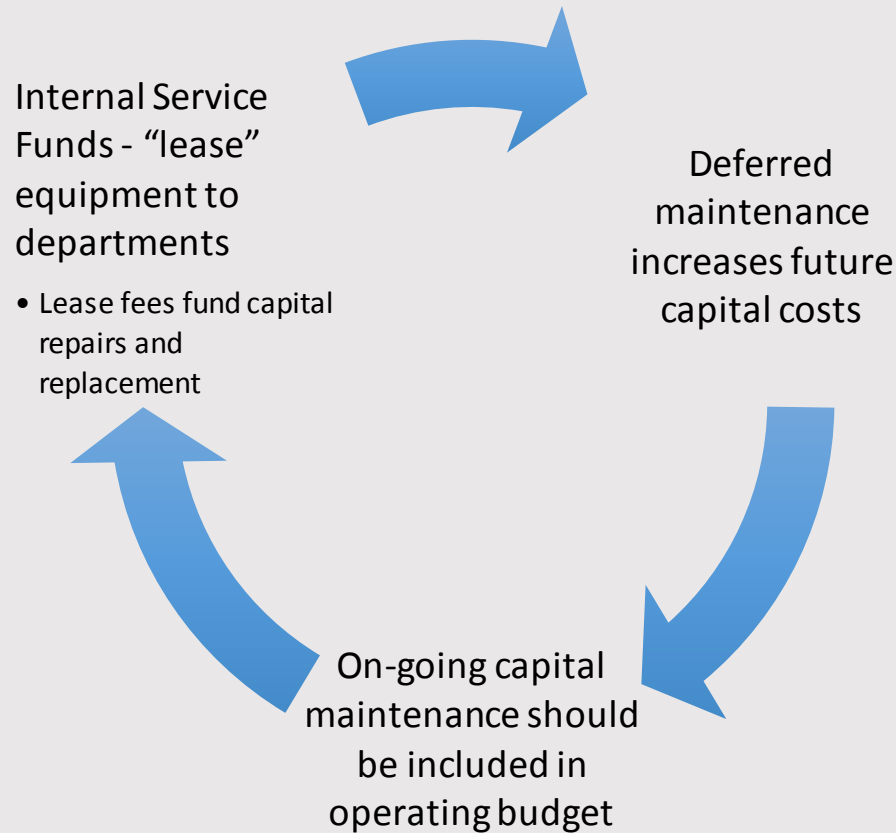 Internal Service
Funds - “lease”
equipment to
departments
• Lease fees fund capital
repairs and
replacement
Deferred
maintenance
increases future
capital costs
On-going capital
maintenance should
be included in
operating budget